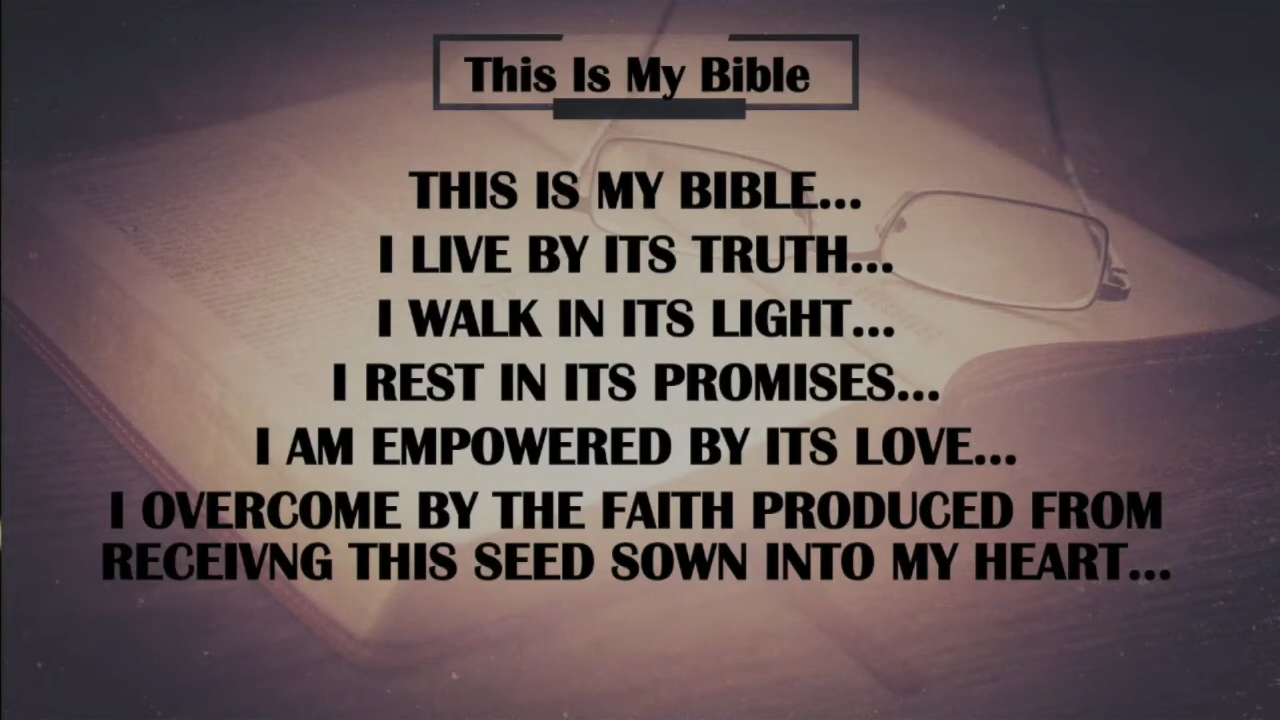 This Is My Bible
THIS IS MY BIBLE...
I LIVE BY ITS TRUTH...
I WALK IN ITS LIGHT...
I REST IN ITS PROMISES...
I AM EMPOWERED BY ITS LOVE...
I OVERCOME BY THE FAITH PRODUCED FROM
RECEIVNG THIS SEED SOWN INTO MY HEART...